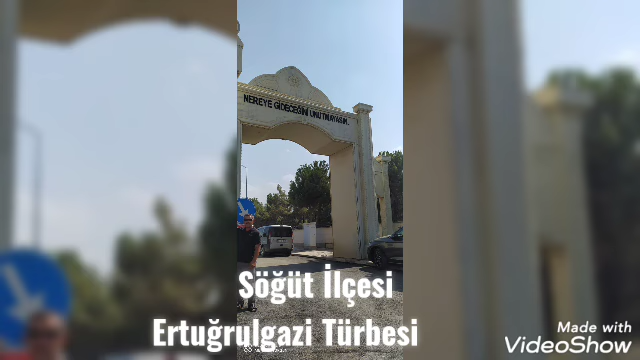 NEREYE GİDECEĞİNİ UNUTMAYASIN..
Söğüt İlçesi
Ertuğrulgazi Türbesi
Made with
VideoShow